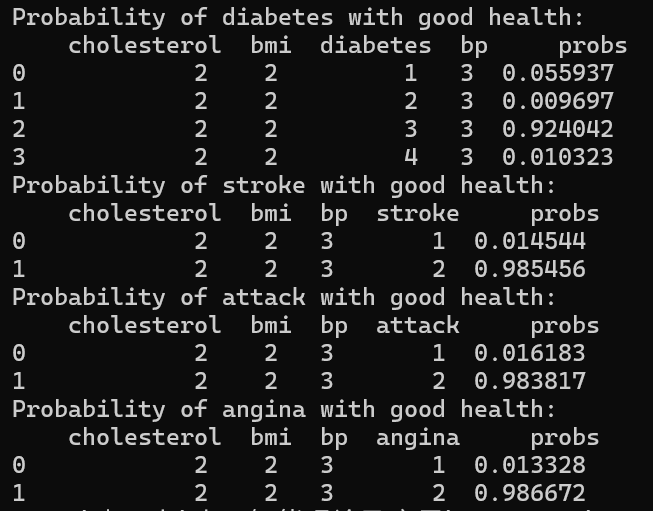 Probability of diabetes with good health:
cholesterol bmi diabetes bp probs
0 2 2 1 3 0.055937
1 2 2 2 3 0.009697
2 2 2 3 3 0.924042
3 2 2 4 3 0.010323
Probability of stroke with good health:
cholesterol bmi bp stroke probs
0 2 2 3 1 0.014544
1 2 2 3 2 0.985456
Probability of attack with good health:
cholesterol bmi bp attack probs
0 2 2 3 1 0.016183
1 2 2 3 2 0.983817
Probability of angina with good health:
cholesterol bmi bp angina probs
0 2 2 3 1 0.013328
1 2 2 3 2 0.986672